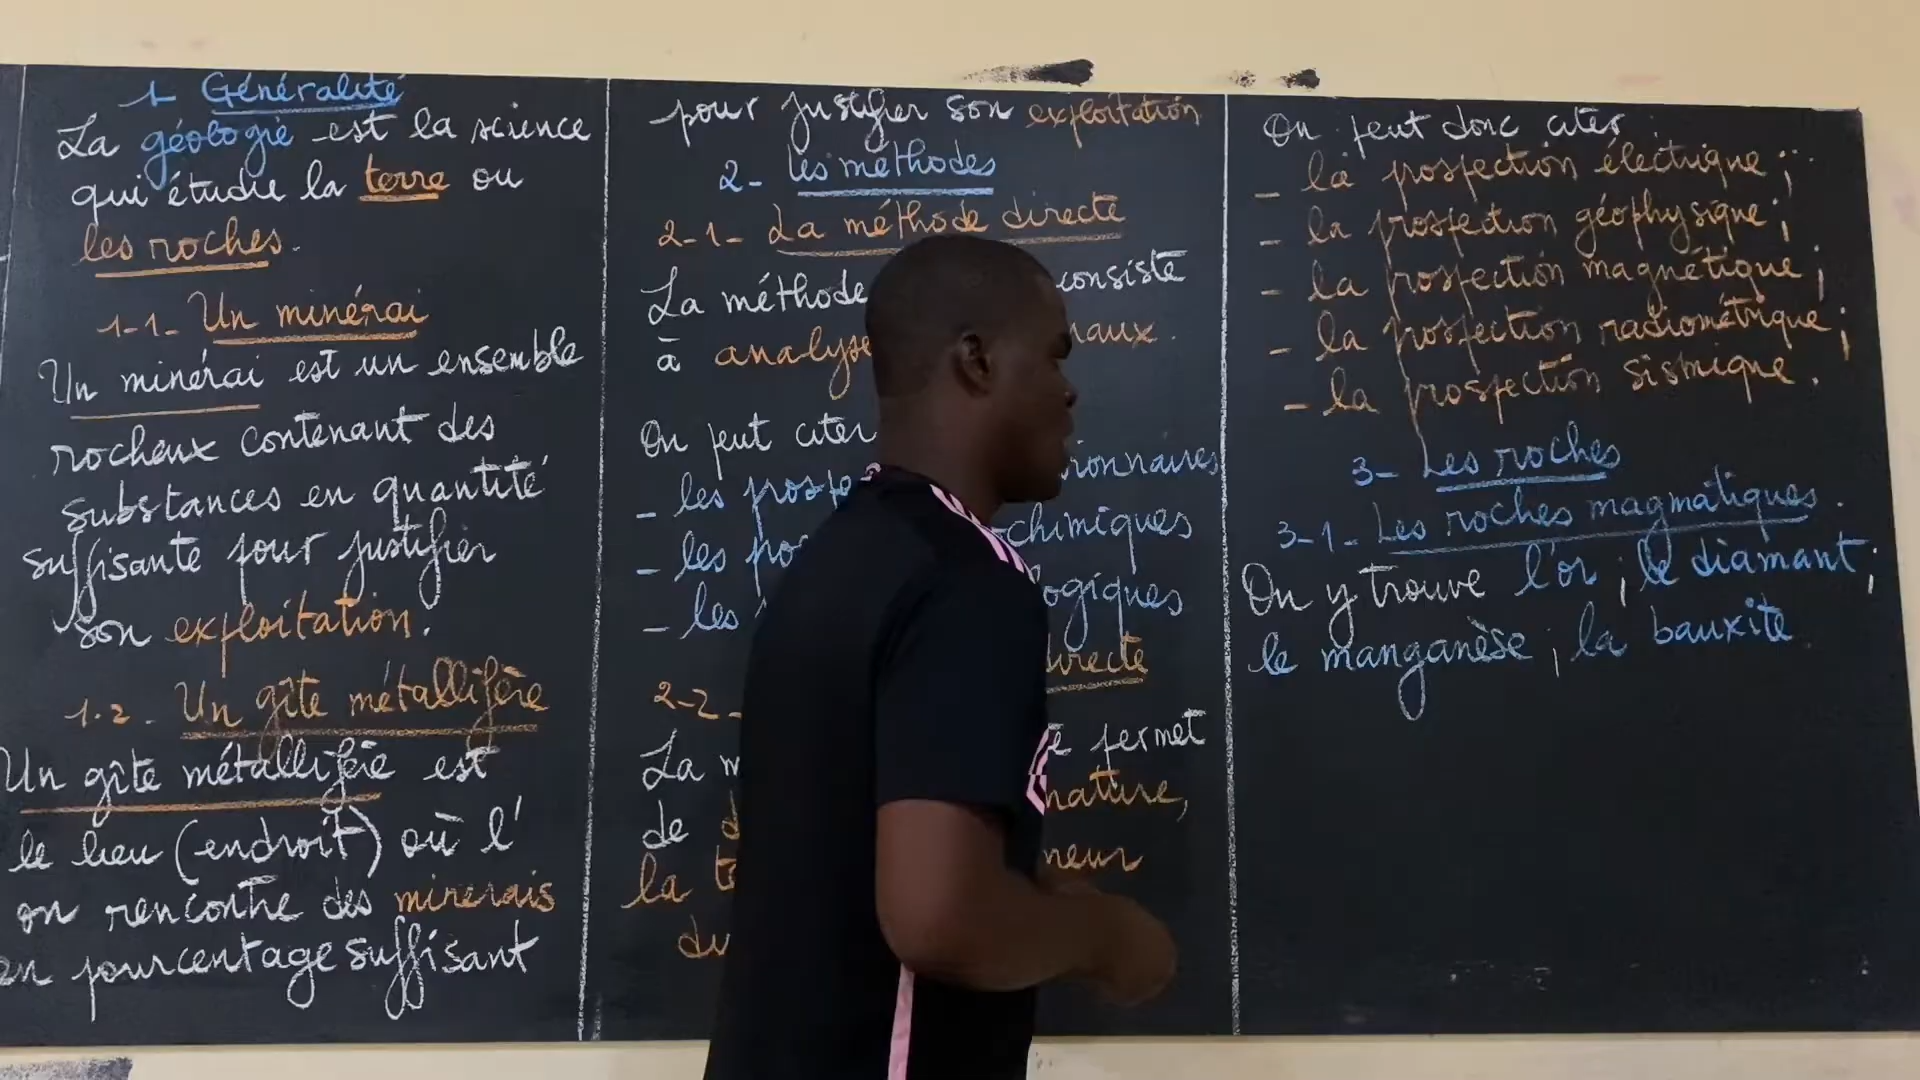 1- Généralité
La géologie est la science
qui étudie la terre ou
les roches.
1-1- Un minérai
Un minérai est un ensemble
rocheux contenant des
substances en quantité
suffisante pour justifier
son exploitation.
1.2. Un gîte métallifère
Un gîte métallifère est
le lieu (endroit) où l'
on rencontre des minerais
en pourcentage suffisant
pour justifier son exploitation
2- Les méthodes
2-1- La méthode directe
La méthode consiste
à analyse
On peut citer
- les
- les
- les
chimiques
2-2
La
permet
de
nature,
la
du
On peut donc citer
- la prospection électrique;
- la prospection géophysique;
- la prospection magnétique;
- la prospection radiométrique;
- la prospection sismique.
3- Les roches
3-1- Les roches magmatiques.
On y trouve l'or; le diamant;
le manganèse; la bauxite